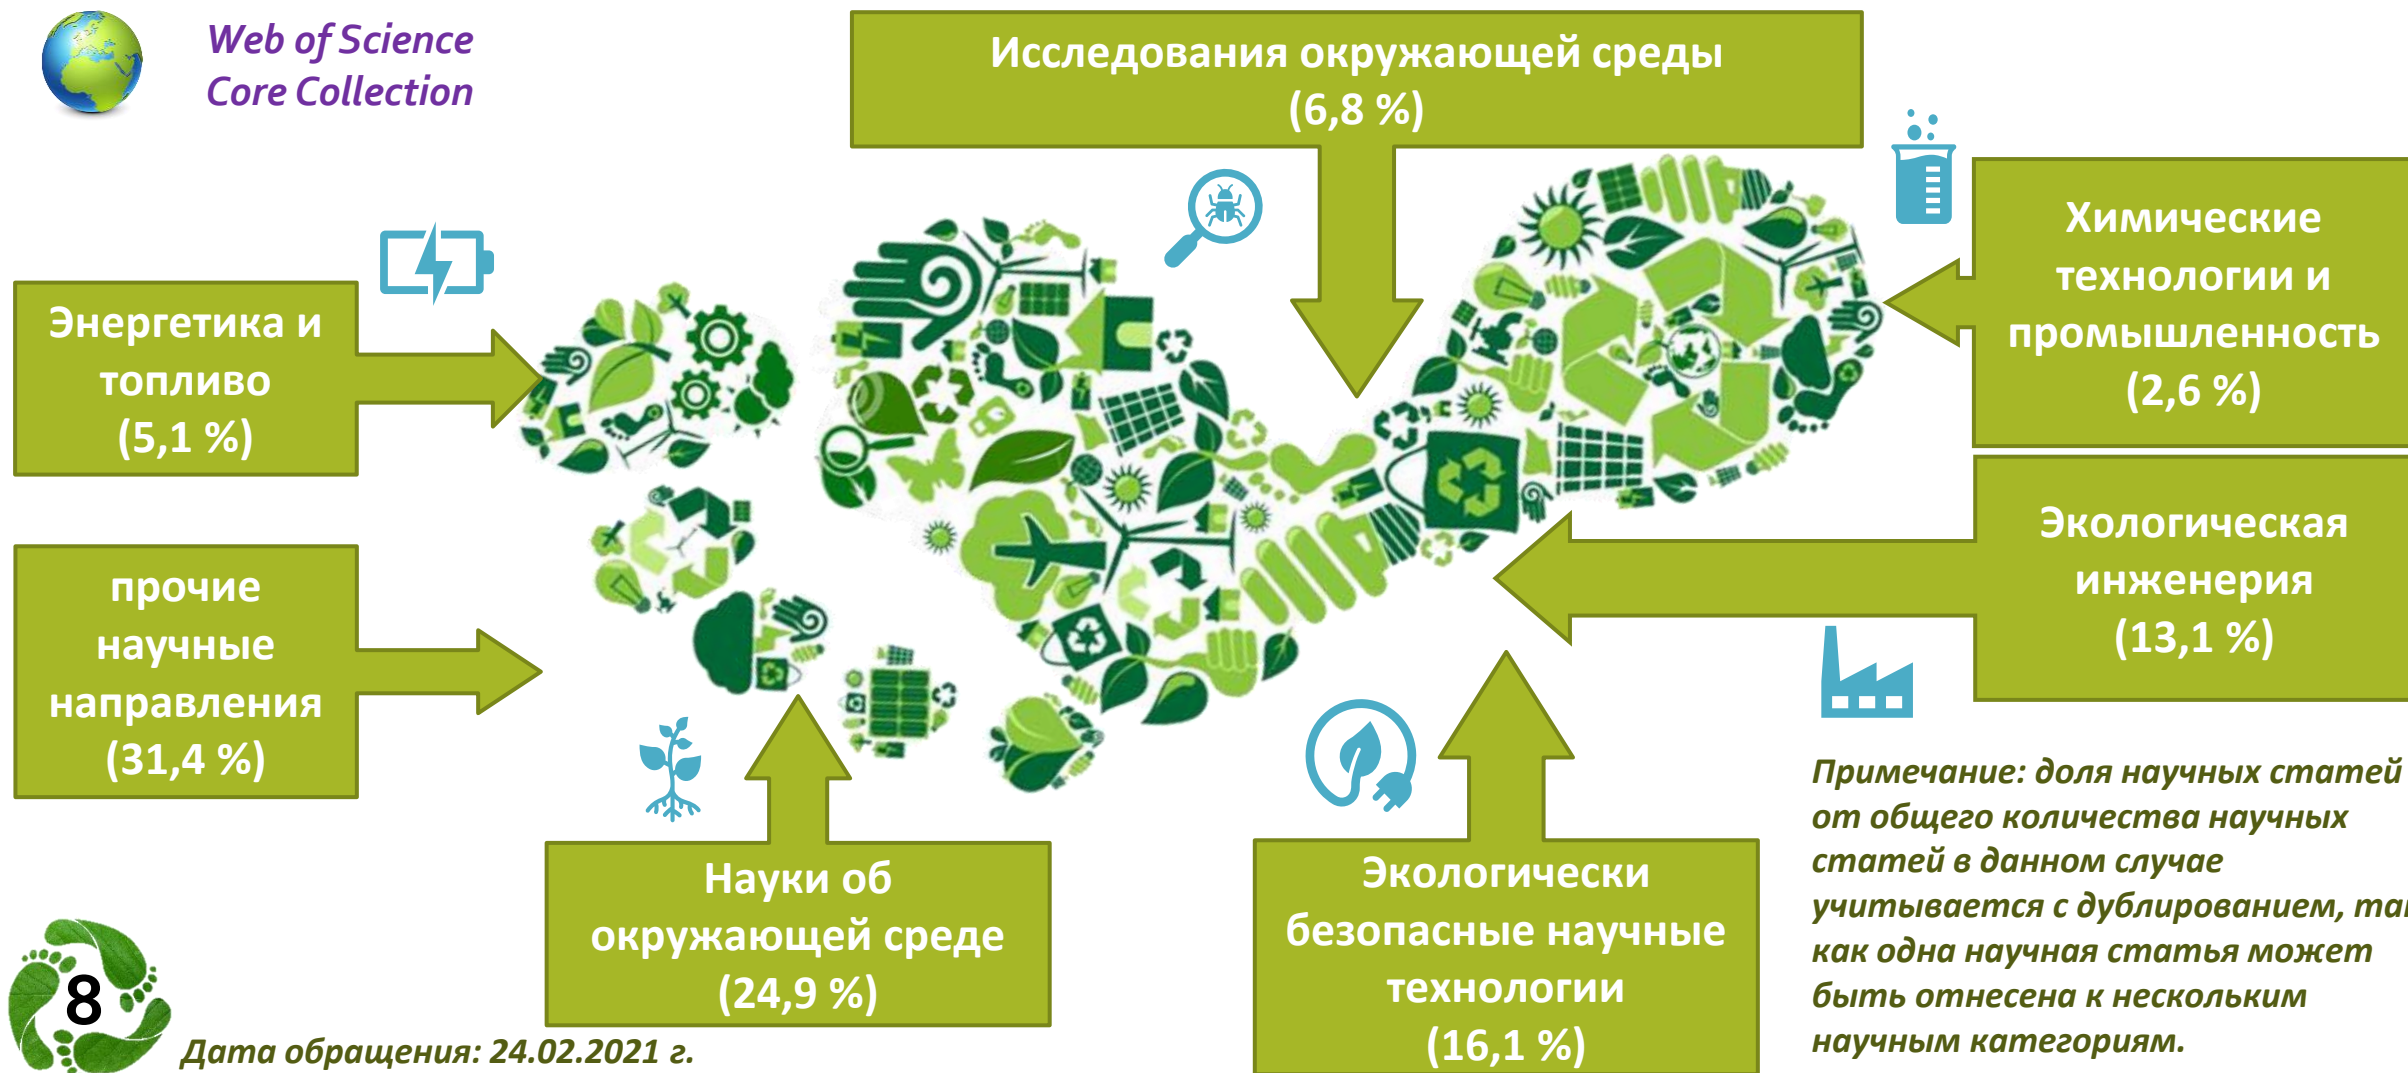 Web of Science
Core Collection
Исследования окружающей среды
(6,8 %)
Химические
технологии и
промышленность
(2,6 %)
Энергетика и
топливо
(5,1 %)
Экологическая
инженерия
(13,1 %)
прочие
научные
направления
(31,4 %)
Науки об
окружающей среде
(24,9 %)
Экологически
безопасные научные
технологии
(16,1 %)
Примечание: доля научных статей
от общего количества научных
статей в данном случае
учитывается с дублированием, так
как одна научная статья может
быть отнесена к нескольким
научным категориям.
8
Дата обращения: 24.02.2021 г.